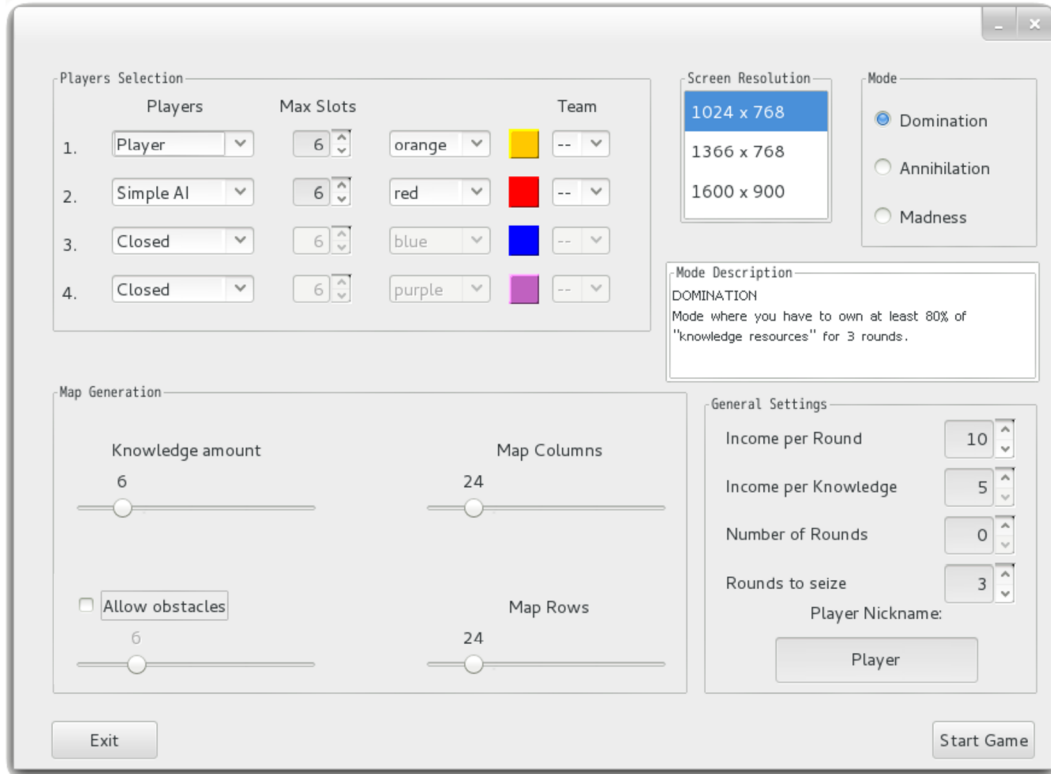 Players Selection
Players Max Slots Team
1. Player 6 orange --
2. Simple AI 6 red --
3. Closed 6 blue --
4. Closed 6 purple --
Screen Resolution
1024 x 768
1366 x 768
1600 x 900
Mode
Domination
Annihilation
Madness
Mode Description
DOMINATION
Mode where you have to own at least 80% of
"knowledge resources" for 3 rounds.
Map Generation
Knowledge amount Map Columns
6 24
Allow obstacles Map Rows
6 24
General Settings
Income per Round 10
Income per Knowledge 5
Number of Rounds 0
Rounds to seize 3
Player Nickname:
Player
Exit Start Game